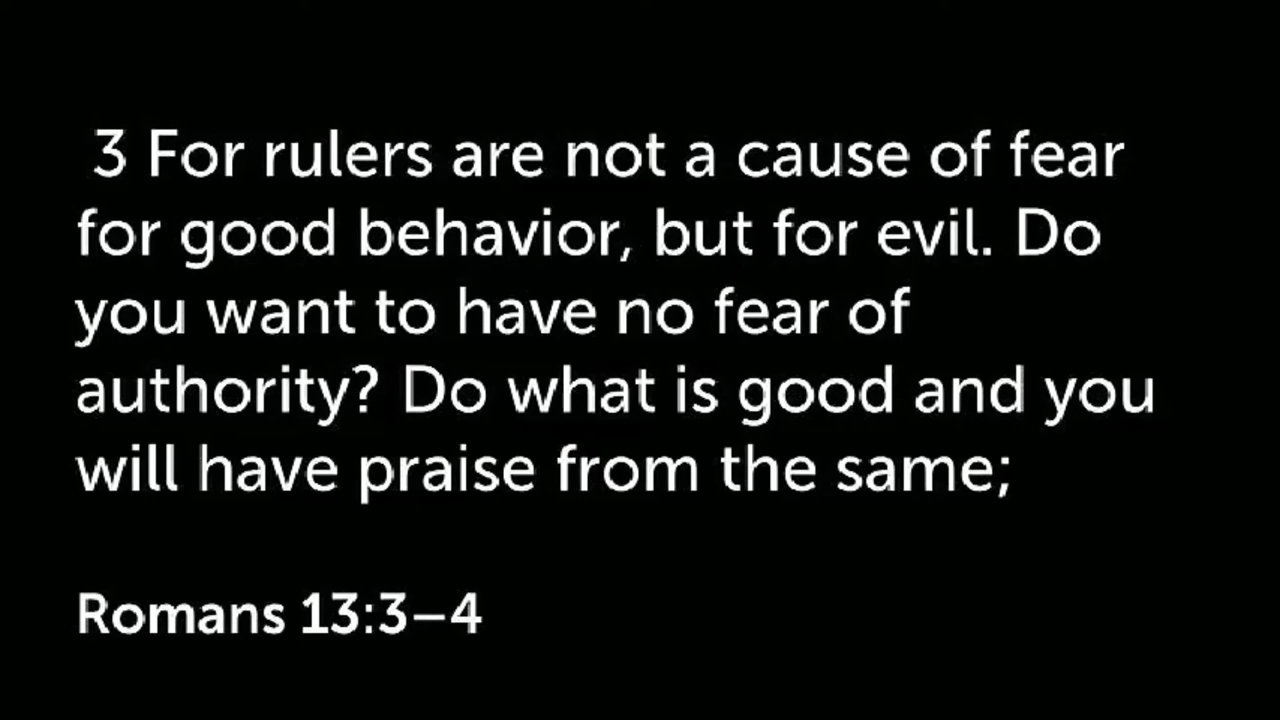 3 For rulers are not a cause of fear
for good behavior, but for evil. Do
you want to have no fear of
authority? Do what is good and you
will have praise from the same;
Romans 13:3–4